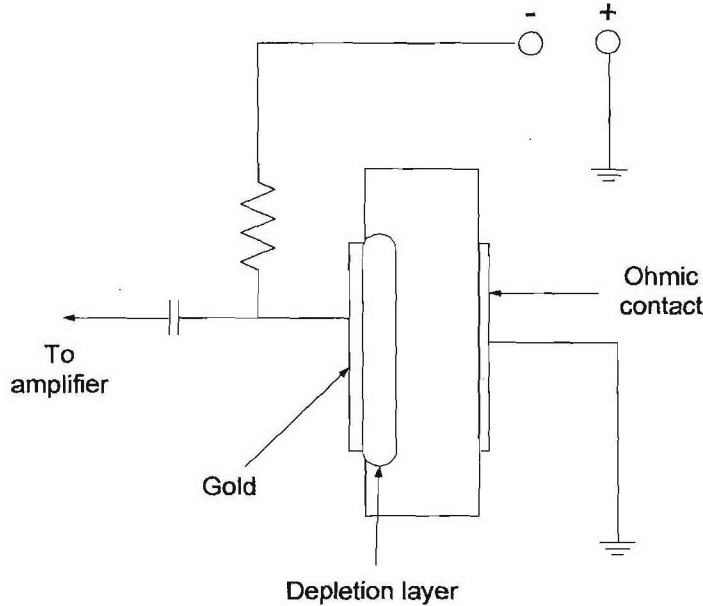 - +
Ohmic
contact
To
amplifier
Gold
Depletion layer